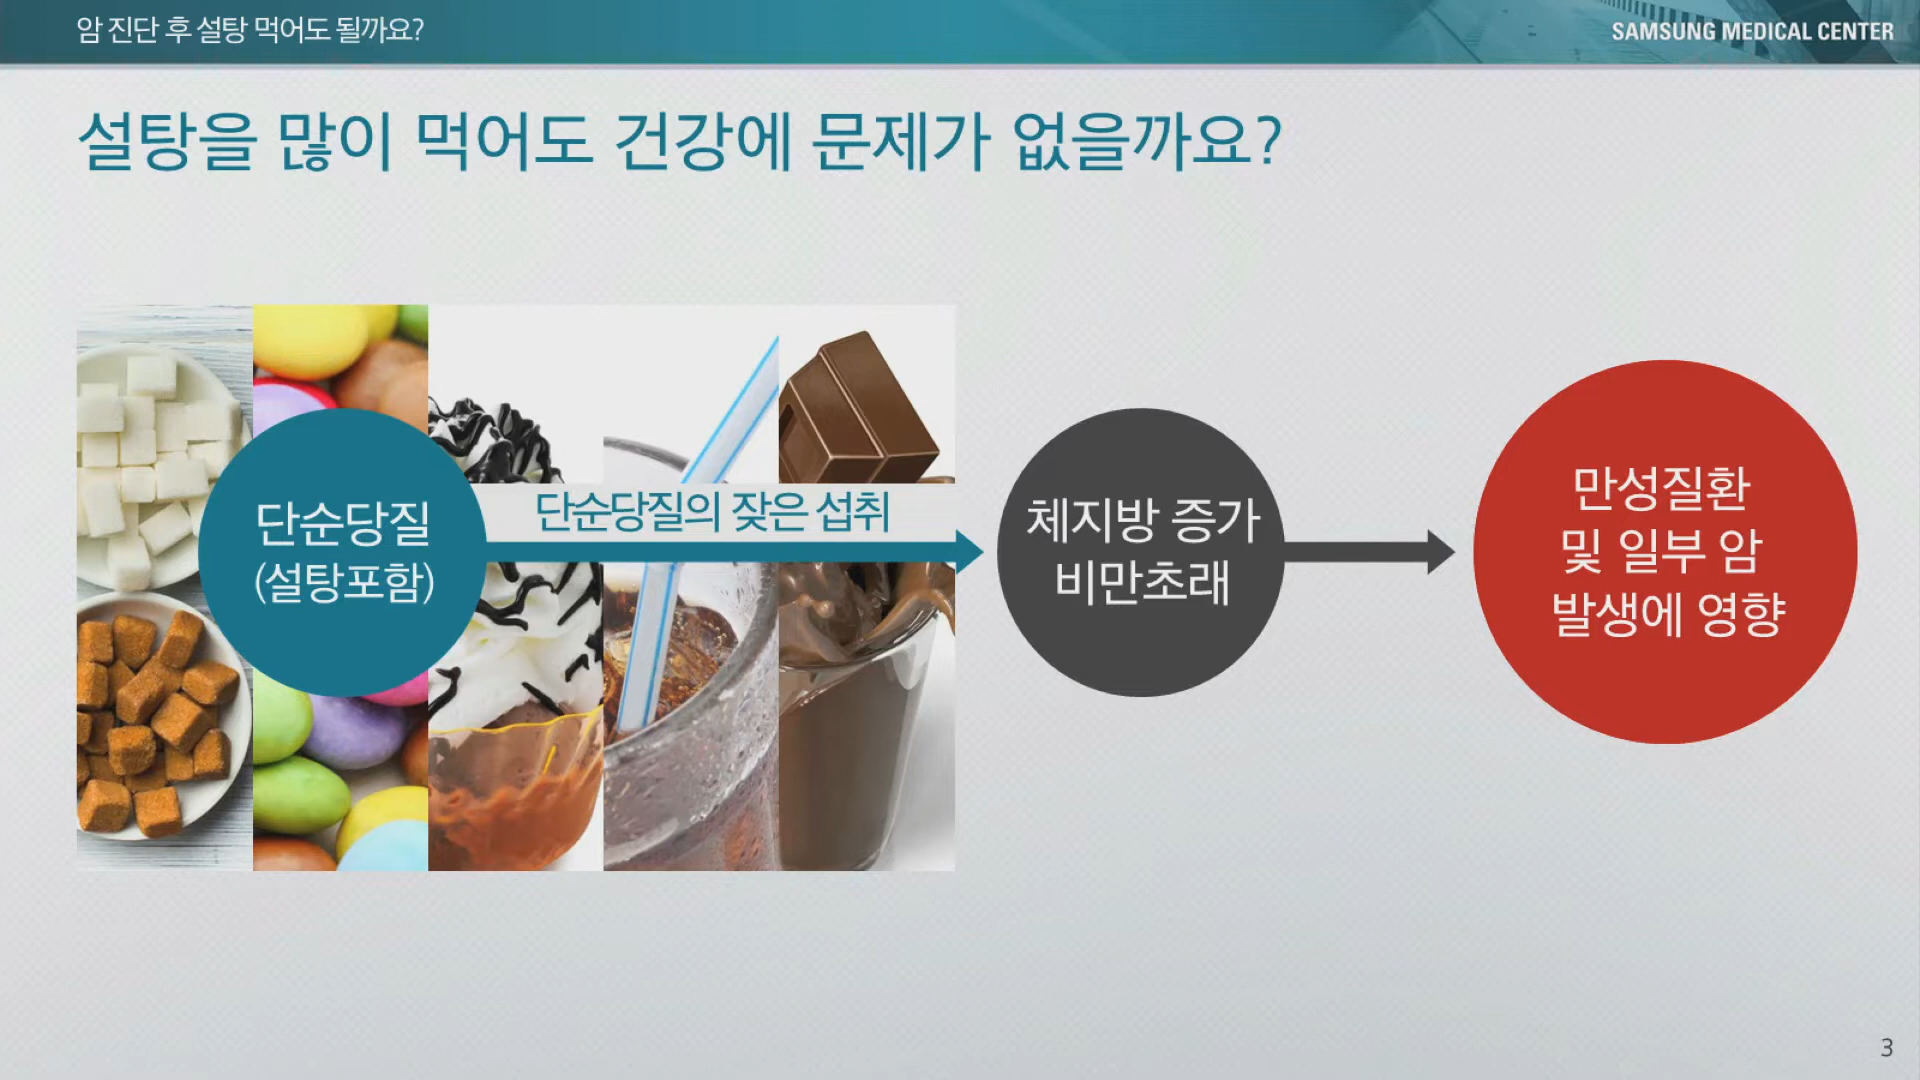 암 진단 후 설탕 먹어도 될까요?
SAMSUNG MEDICAL CENTER
설탕을 많이 먹어도 건강에 문제가 없을까요?
단순당질
(설탕포함)
단순당질의 잦은 섭취
체지방 증가
비만초래
만성질환
및 일부 암
발생에 영향
3